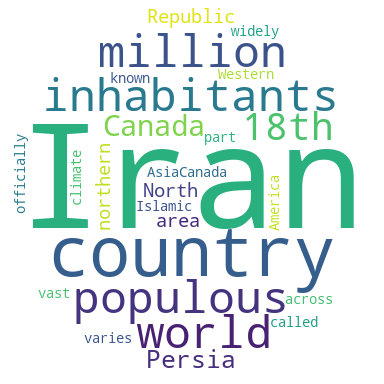 Republic
widely
million
known
Western
inhabitants
Canada
18th
part
Iran
officially
climate
northern
AsiaCanada
North
America
Islamic
area
country
vast
populous
across
called
world
varies
Persia